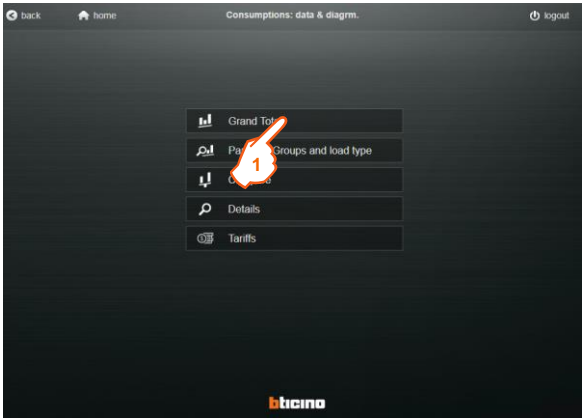 back
home
Consumptions: data & diagrm.
logout
Grand Tot
Groups and load type
1
Details
Tariffs
bticino